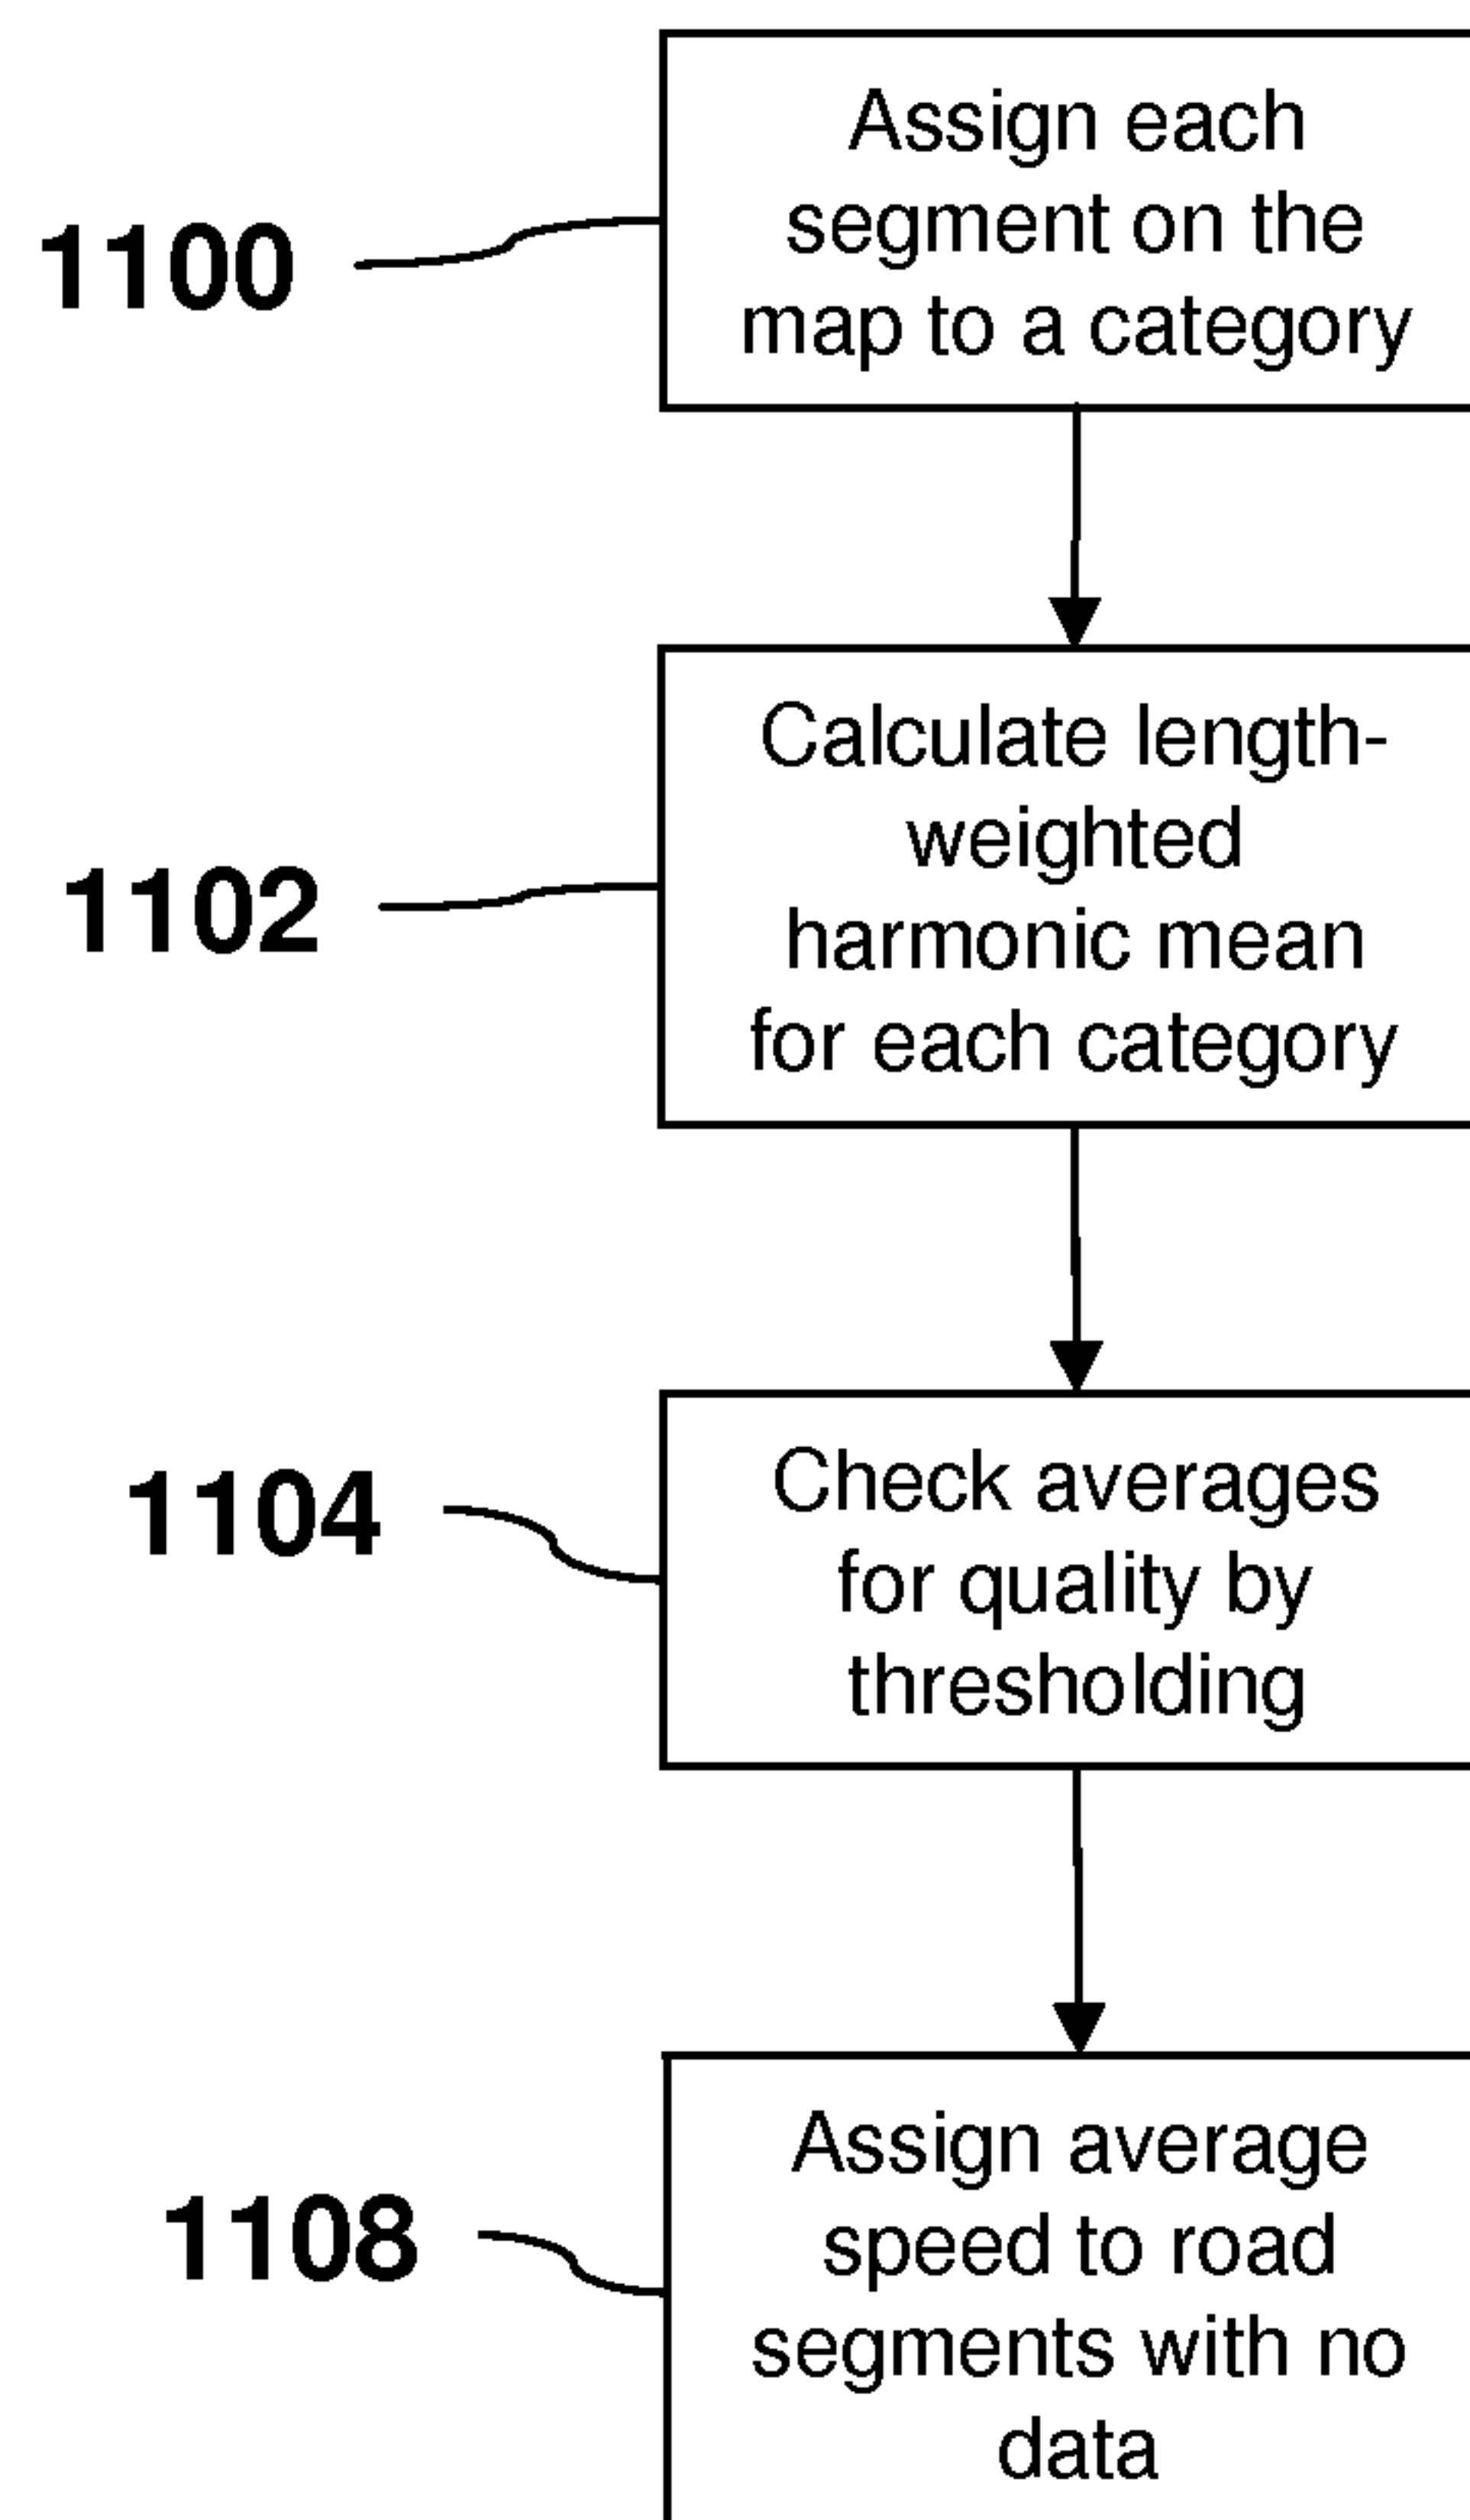 1100
Assign each
segment on the
map to a category
1102
Calculate length-
weighted
harmonic mean
for each category
1104
Check averages
for quality by
thresholding
1108
Assign average
speed to road
segments with no
data